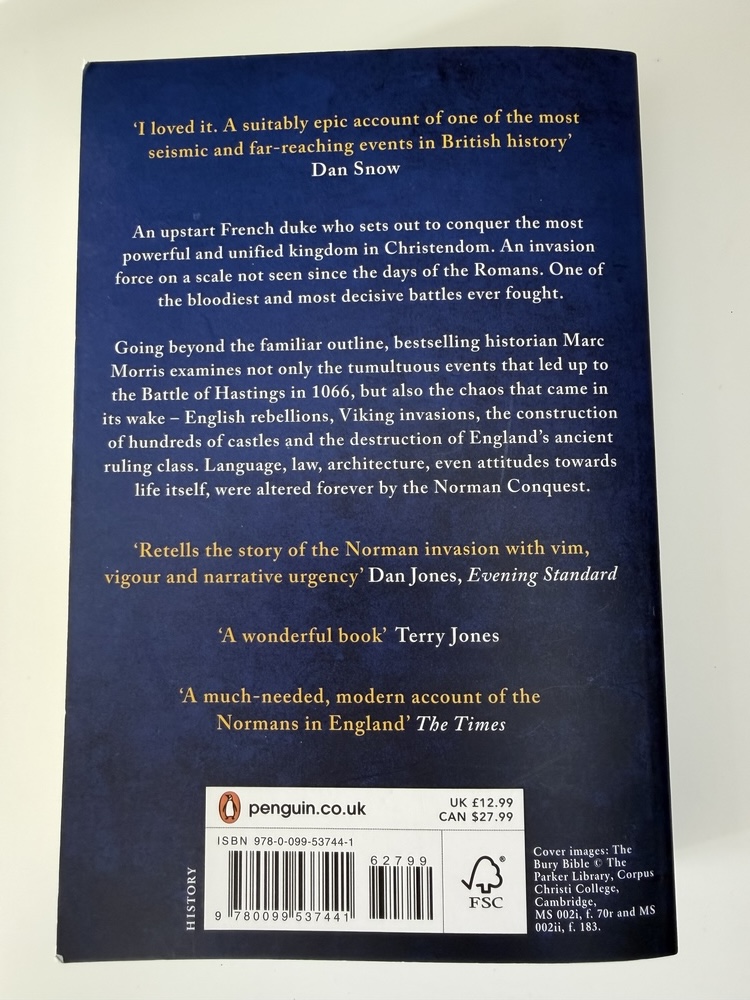 ‘I loved it. A suitably epic account of one of the most
seismic and far-reaching events in British history’
Dan Snow
An upstart French duke who sets out to conquer the most
powerful and unified kingdom in Christendom. An invasion
force on a scale not seen since the days of the Romans. One of
the bloodiest and most decisive battles ever fought.
Going beyond the familiar outline, bestselling historian Marc
Morris examines not only the tumultuous events that led up to
the Battle of Hastings in 1066, but also the chaos that came in
its wake – English rebellions, Viking invasions, the construction
of hundreds of castles and the destruction of England’s ancient
ruling class. Language, law, architecture, even attitudes towards
life itself, were altered forever by the Norman Conquest.
‘Retells the story of the Norman invasion with vim,
vigour and narrative urgency’ Dan Jones, Evening Standard
‘A wonderful book’ Terry Jones
‘A much-needed, modern account of the
Normans in England’ The Times
penguin.co.uk
UK £12.99
CAN $27.99
ISBN 978-0-099-53744-1
62799
9 780099 537441
FSC
®
HISTORY
Cover images: The
Bury Bible © The
Parker Library, Corpus
Christi College,
Cambridge,
MS 002i, f. 70r and MS
002ii, f. 183.